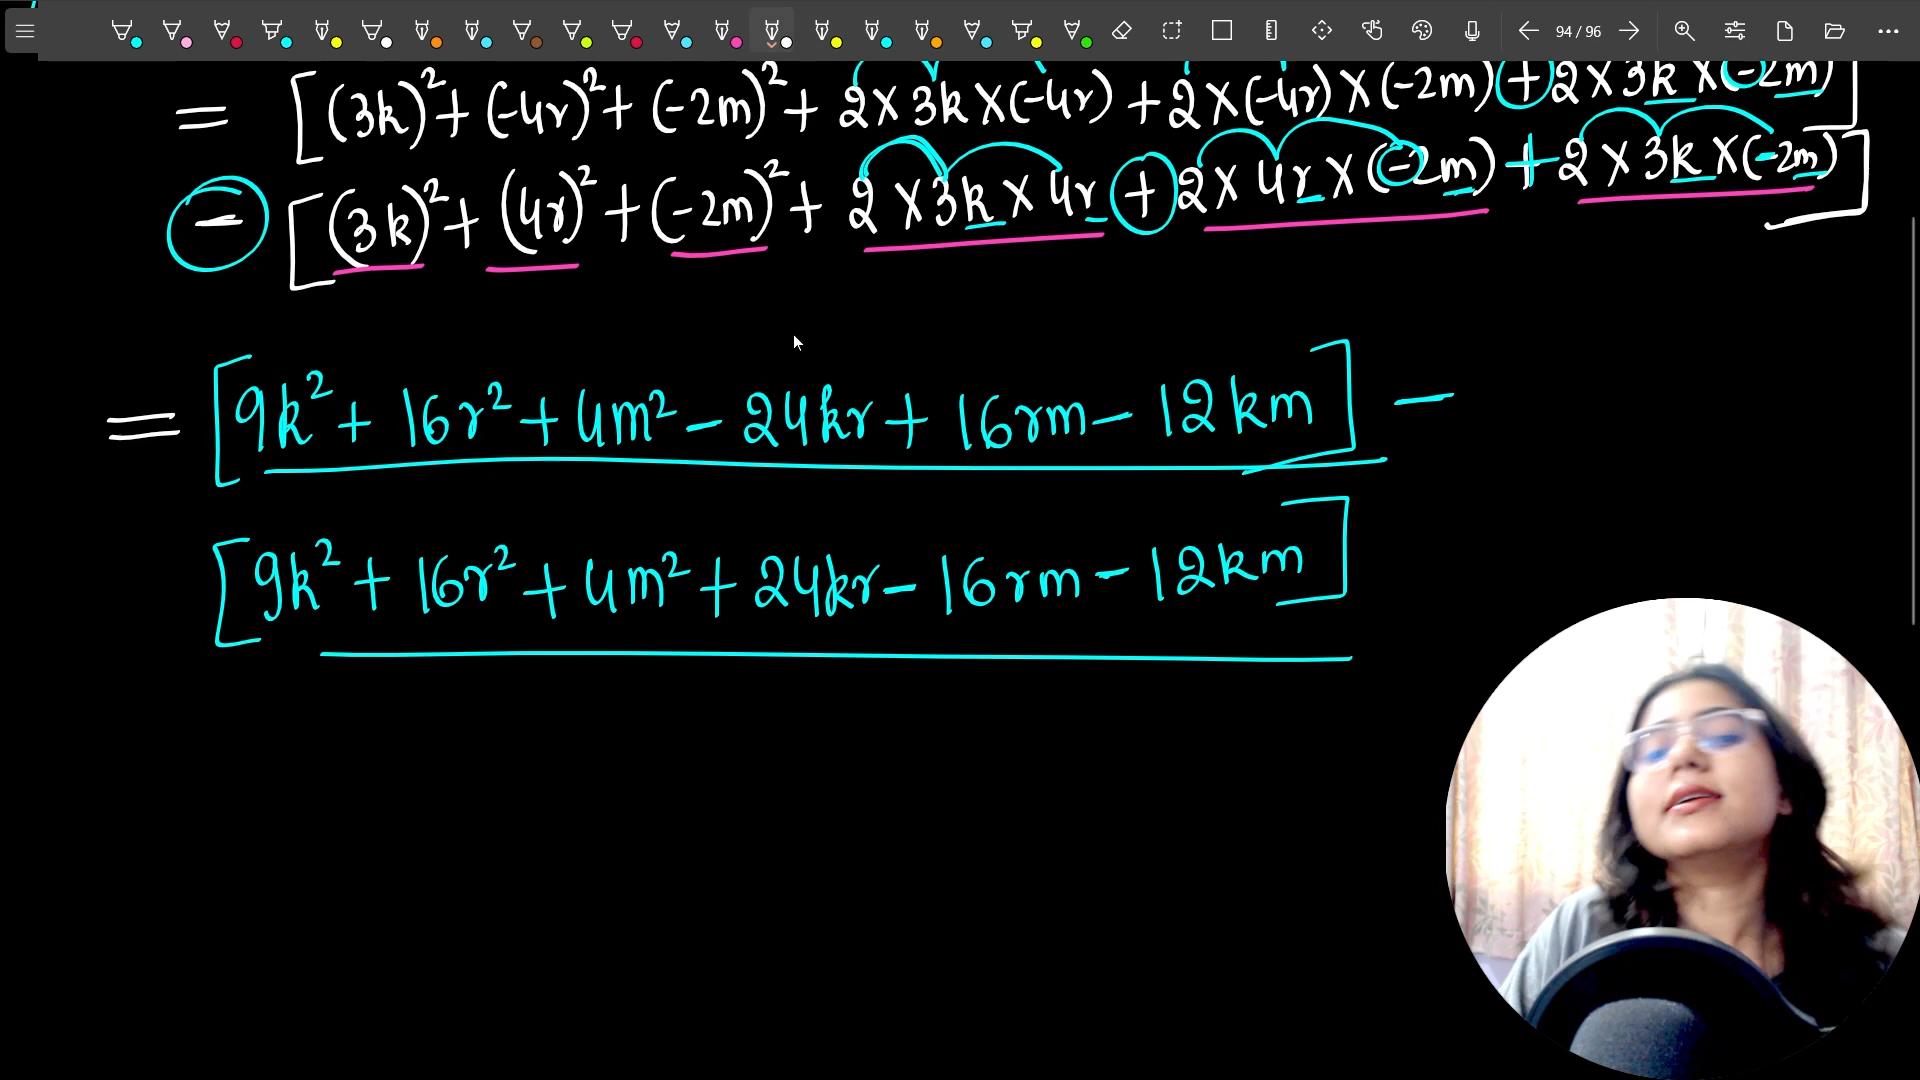 94 / 96
= [(3k)²+(-4r)²+(-2m)²+ 2×3k×(-4r)+2×(-4r)×(-2m)+2×3k×(-2m)]
- [(3k)²+(4r)²+(-2m)²+ 2×3k×4r+2×4r×(-2m)+2×3k×(-2m)]
= [9k²+16r²+4m²-24kr+16rm-12km] -
[9k²+16r²+4m²+24kr-16rm-12km]